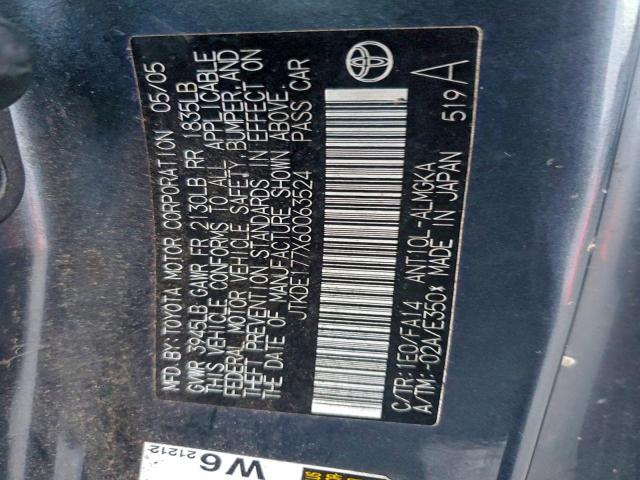 MFD.BY:TOYOTA MOTOR CORPORATION 05/05
GVWR 3945LB GAWR FR 2130LB RR 1835LB
THIS VEHICLE CONFORMS TO ALL APPLICABLE
FEDERAL MOTOR VEHICLE SAFETY,BUMPER,AND
THEFT PREVENTION STANDARDS IN EFFECT ON
THE DATE OF MANUFACTURE SHOWN ABOVE.
JTKDE177X60063524 PASS CAR
C/TR:1E0/FA14 ANT10L-ALMGKA
A/TM:-02A/E350* MADE IN JAPAN 519 A
W6
21212